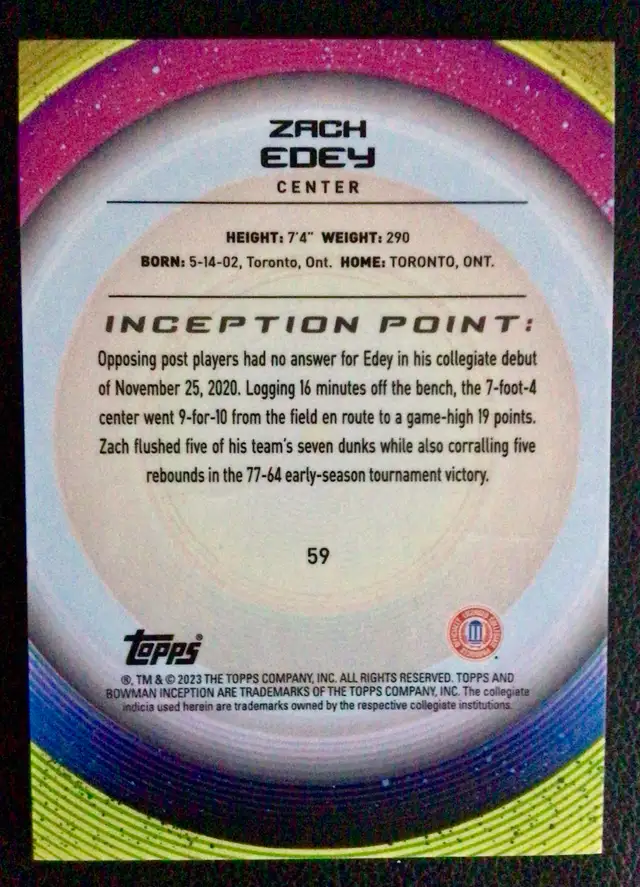 ZACH
EDEY
CENTER
HEIGHT: 7'4" WEIGHT: 290
BORN: 5-14-02, Toronto, Ont. HOME: TORONTO, ONT.
INCEPTION POINT:
Opposing post players had no answer for Edey in his collegiate debut
of November 25, 2020. Logging 16 minutes off the bench, the 7-foot-4
center went 9-for-10 from the field en route to a game-high 19 points.
Zach flushed five of his team's seven dunks while also corralling five
rebounds in the 77-64 early-season tournament victory.
59
topps®
®, TM & © 2023 THE TOPPS COMPANY, INC. ALL RIGHTS RESERVED. TOPPS AND
BOWMAN INCEPTION ARE TRADEMARKS OF THE TOPPS COMPANY, INC. The collegiate
indicia used herein are trademarks owned by the respective collegiate institutions.